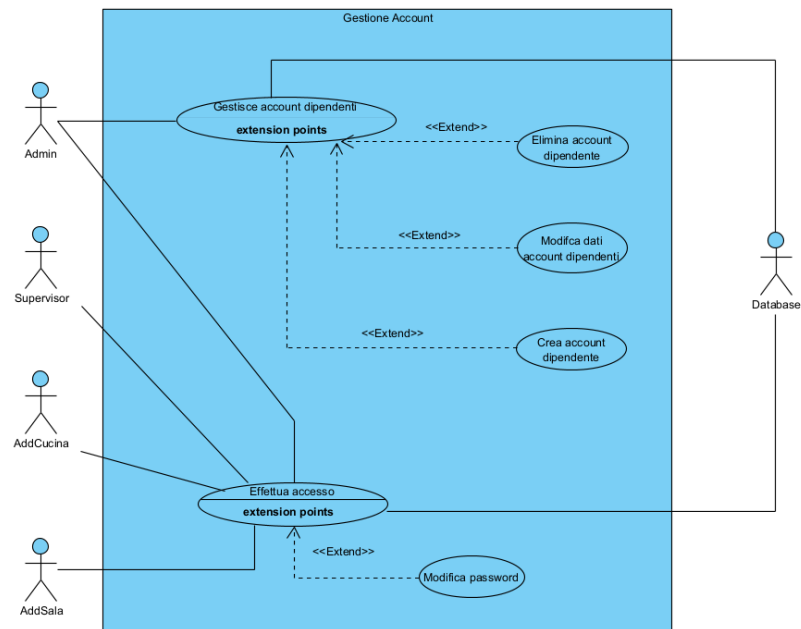 Gestione Account
Gestisce account dipendenti
extension points
<<Extend>>
Elimina account
dipendente
Admin
<<Extend>>
Modifca dati
account dipendenti
Supervisor
Database
<<Extend>>
Crea account
dipendente
AddCucina
Effettua accesso
extension points
<<Extend>>
Modifica password
AddSala